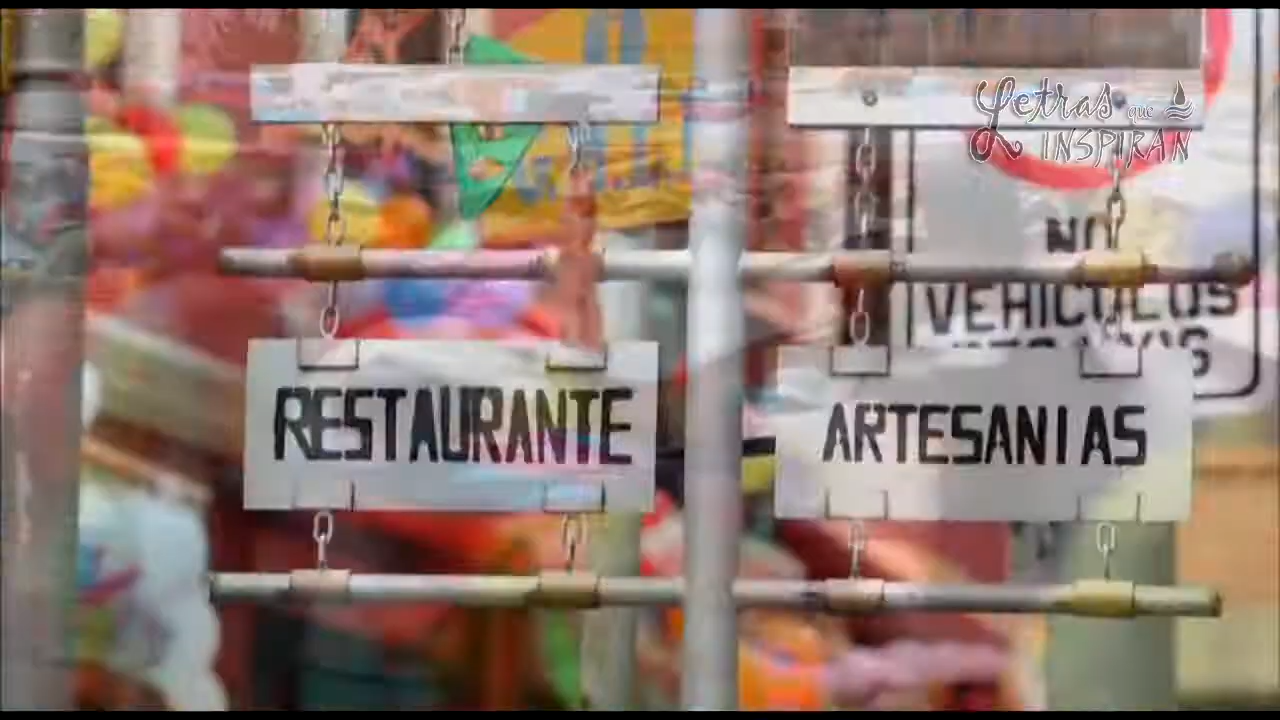 Letras que
INSPIRAN
NO
VEHICULOS
RESTAURANTE
ARTESANIAS